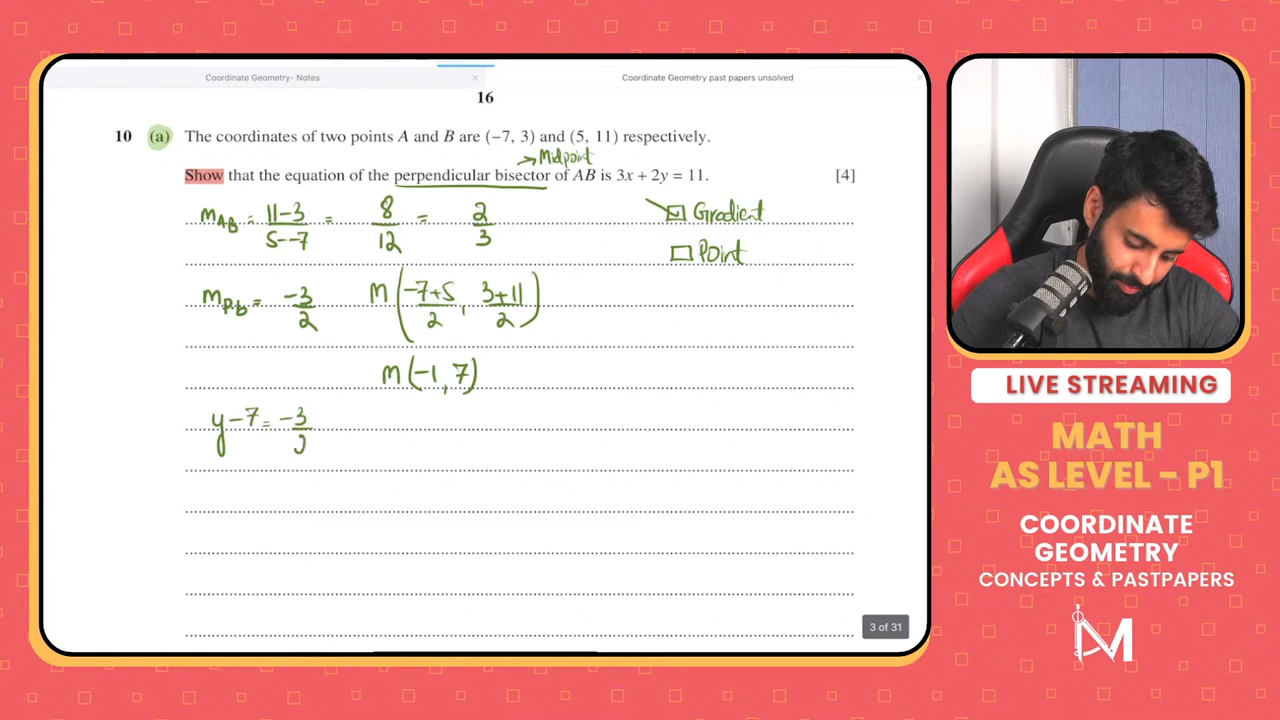 Coordinate Geometry- Notes × Coordinate Geometry past papers unsolved ×
16
10 (a) The coordinates of two points A and B are (−7, 3) and (5, 11) respectively.
→ Midpoint
Show that the equation of the perpendicular bisector of AB is 3x + 2y = 11. [4]
m_AB = 11-3/5--7 = 8/12 = 2/3
Gradient
Point
m_Pb = -3/2 M(-7+5/2, 3+11/2)
M(-1, 7)
y-7 = -3/2
3 of 31
LIVE STREAMING
MATH
AS LEVEL - P1
COORDINATE
GEOMETRY
CONCEPTS & PASTPAPERS
M